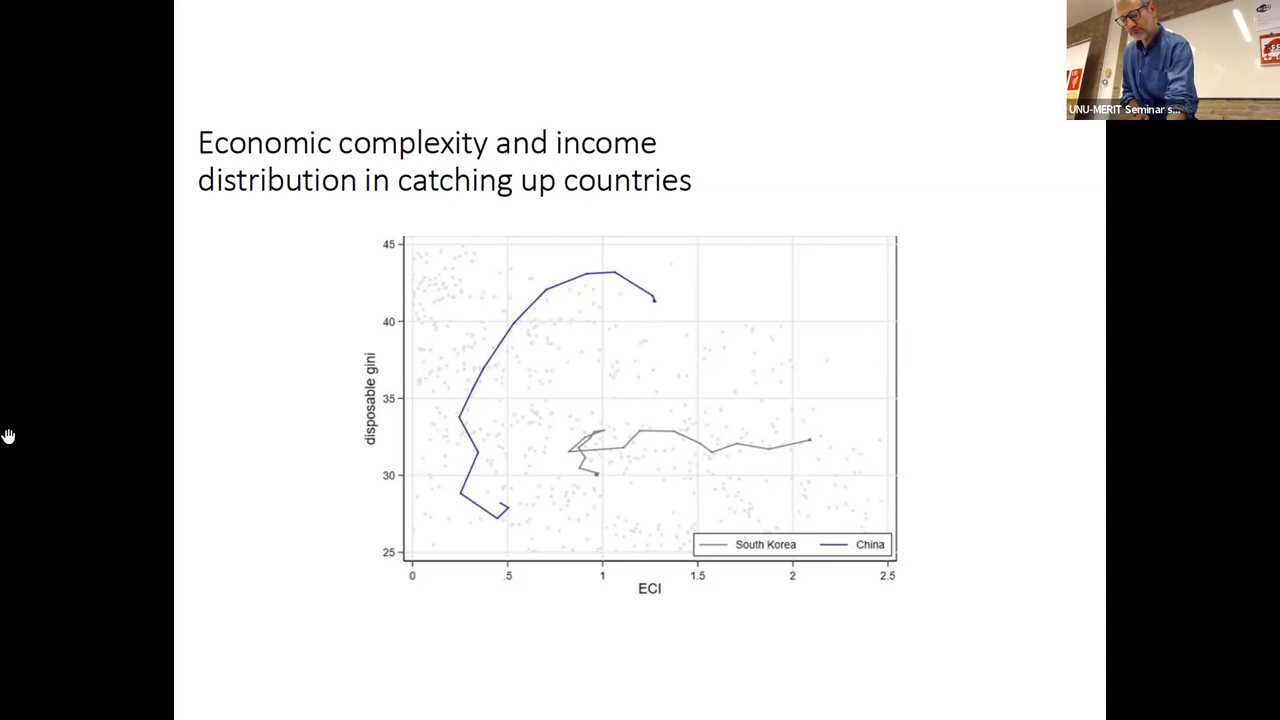 UNU-MERIT Seminar s...
Economic complexity and income
distribution in catching up countries
45
40
35
30
25
disposable gini
0
.5
1
1.5
2
2.5
ECI
South Korea
China